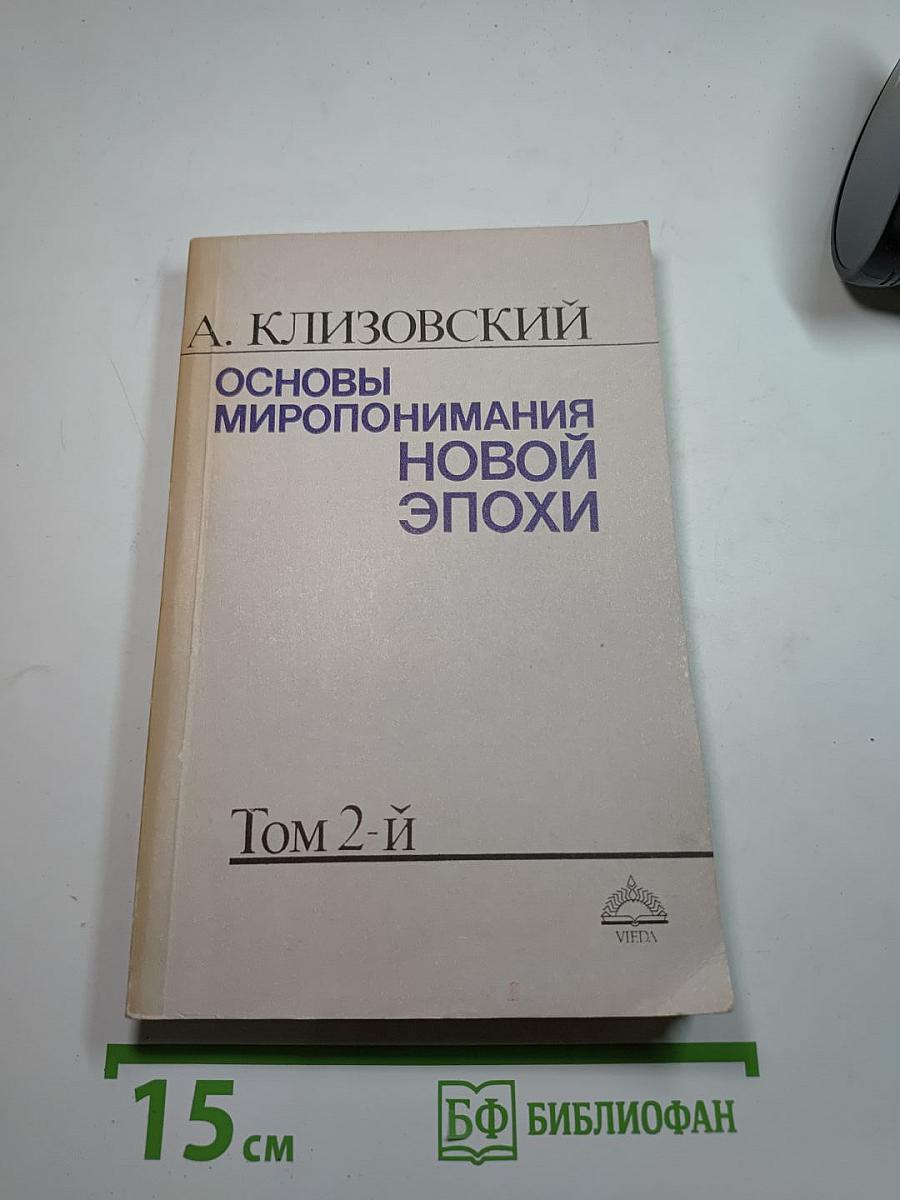 А. КЛИЗОВСКИЙ
ОСНОВЫ
МИРОПОНИМАНИЯ
НОВОЙ
ЭПОХИ
Том 2-й
VIEDA
15 см
БФ БИБЛИОФАН